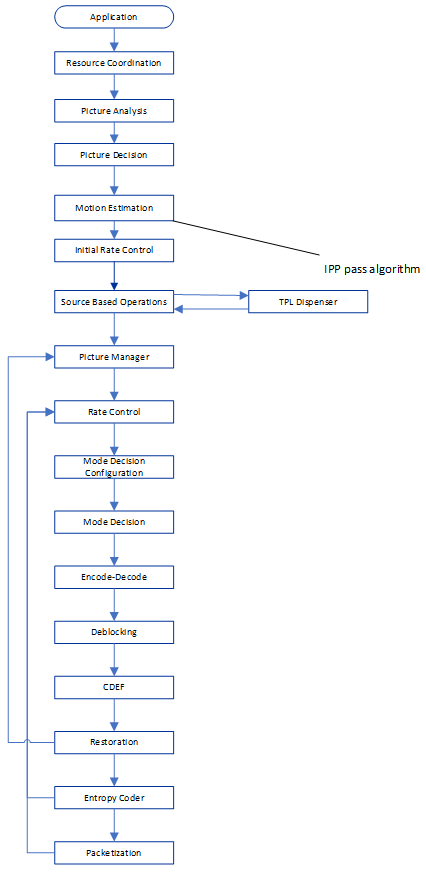 Application
Resource Coordination
Picture Analysis
Picture Decision
Motion Estimation
Initial Rate Control
IPP pass algorithm
Source Based Operations
TPL Dispenser
Picture Manager
Rate Control
Mode Decision
Configuration
Mode Decision
Encode-Decode
Deblocking
CDEF
Restoration
Entropy Coder
Packetization